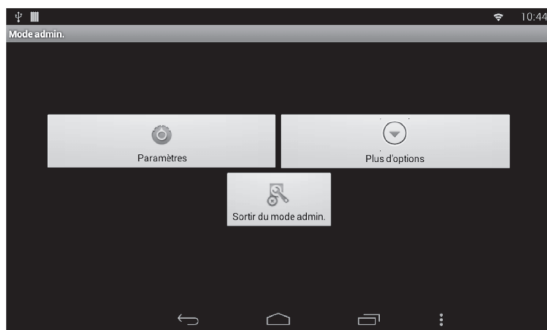 10:44
Mode admin.
Paramètres
Plus d'options
Sortir du mode admin.